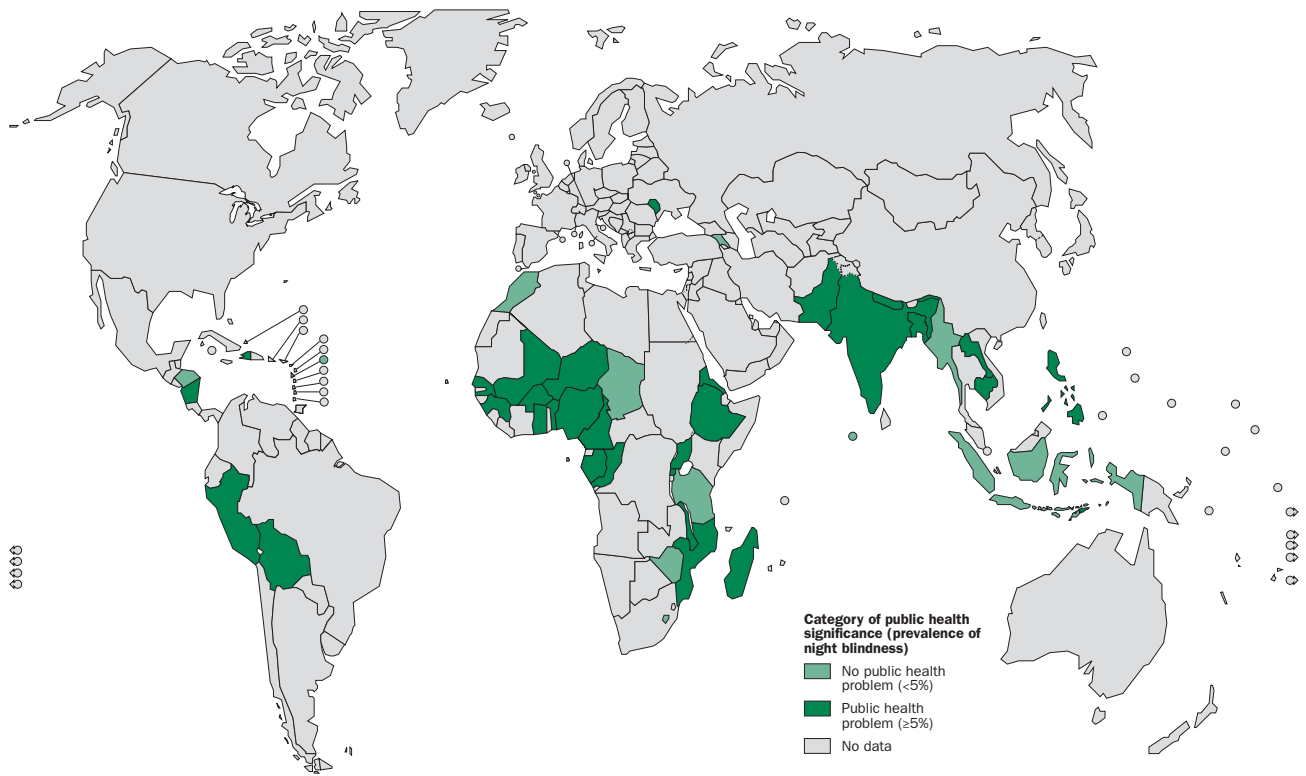 Category of public health
significance (prevalence of
night blindness)
No public health
problem (<5%)
Public health
problem (≥5%)
No data